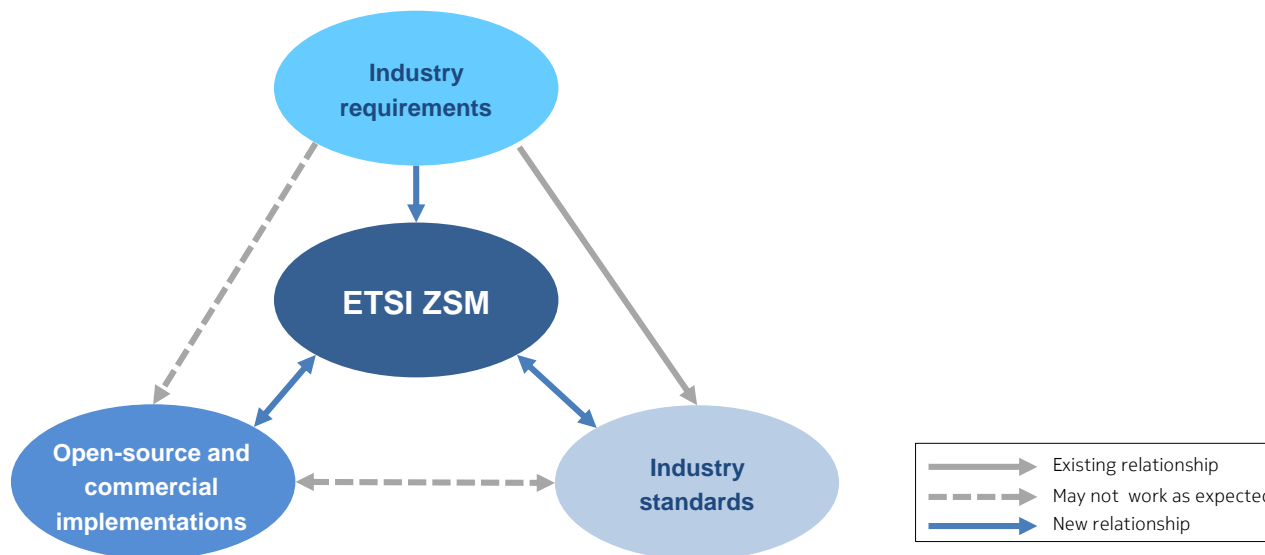 Industry
requirements
ETSI ZSM
Open-source and
commercial
implementations
Industry
standards
Existing relationship
May not work as expected
New relationship